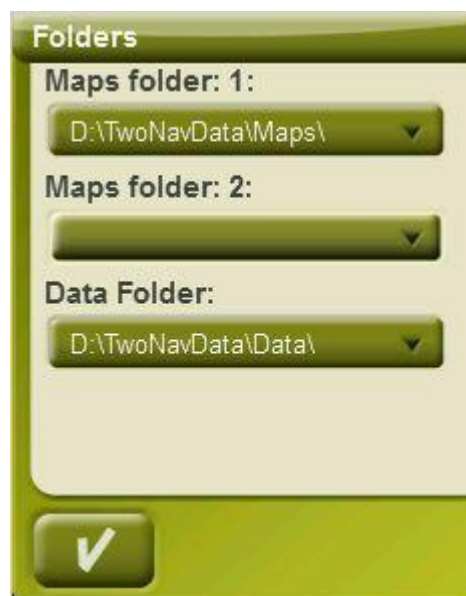 Folders
Maps folder: 1:
D:\TwoNavData\Maps\
Maps folder: 2:
Data Folder:
D:\TwoNavData\Data\